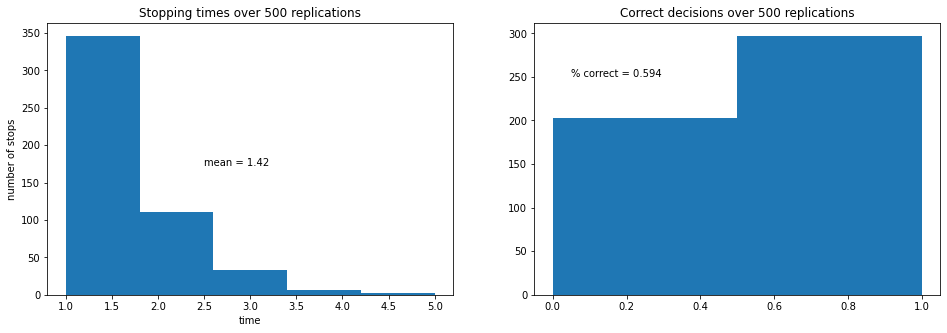 Stopping times over 500 replications
350
300
250
200
150
100
50
0
number of stops
mean = 1.42
1.0 1.5 2.0 2.5 3.0 3.5 4.0 4.5 5.0
time
Correct decisions over 500 replications
300
250
200
150
100
50
0
% correct = 0.594
0.0 0.2 0.4 0.6 0.8 1.0